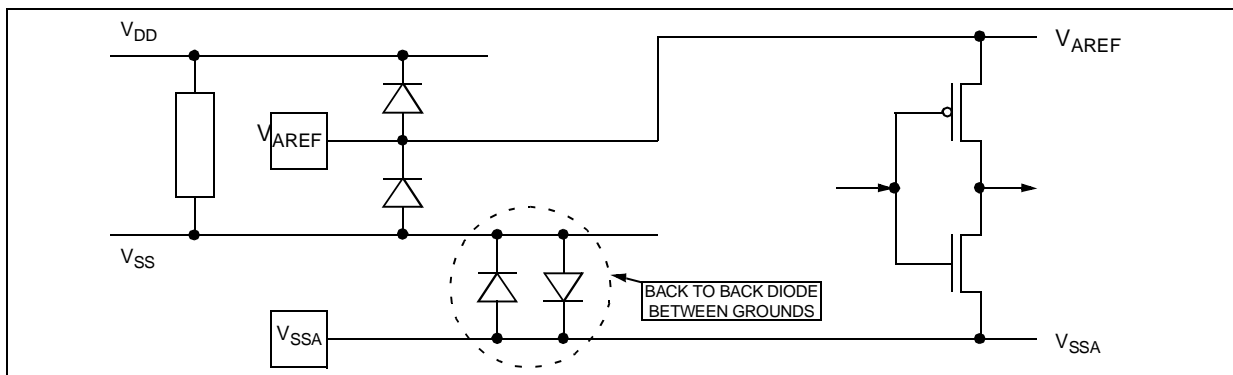 VDD
VAREF
VAREF
VSS
BACK TO BACK DIODE
BETWEEN GROUNDS
VSSA
VSSA